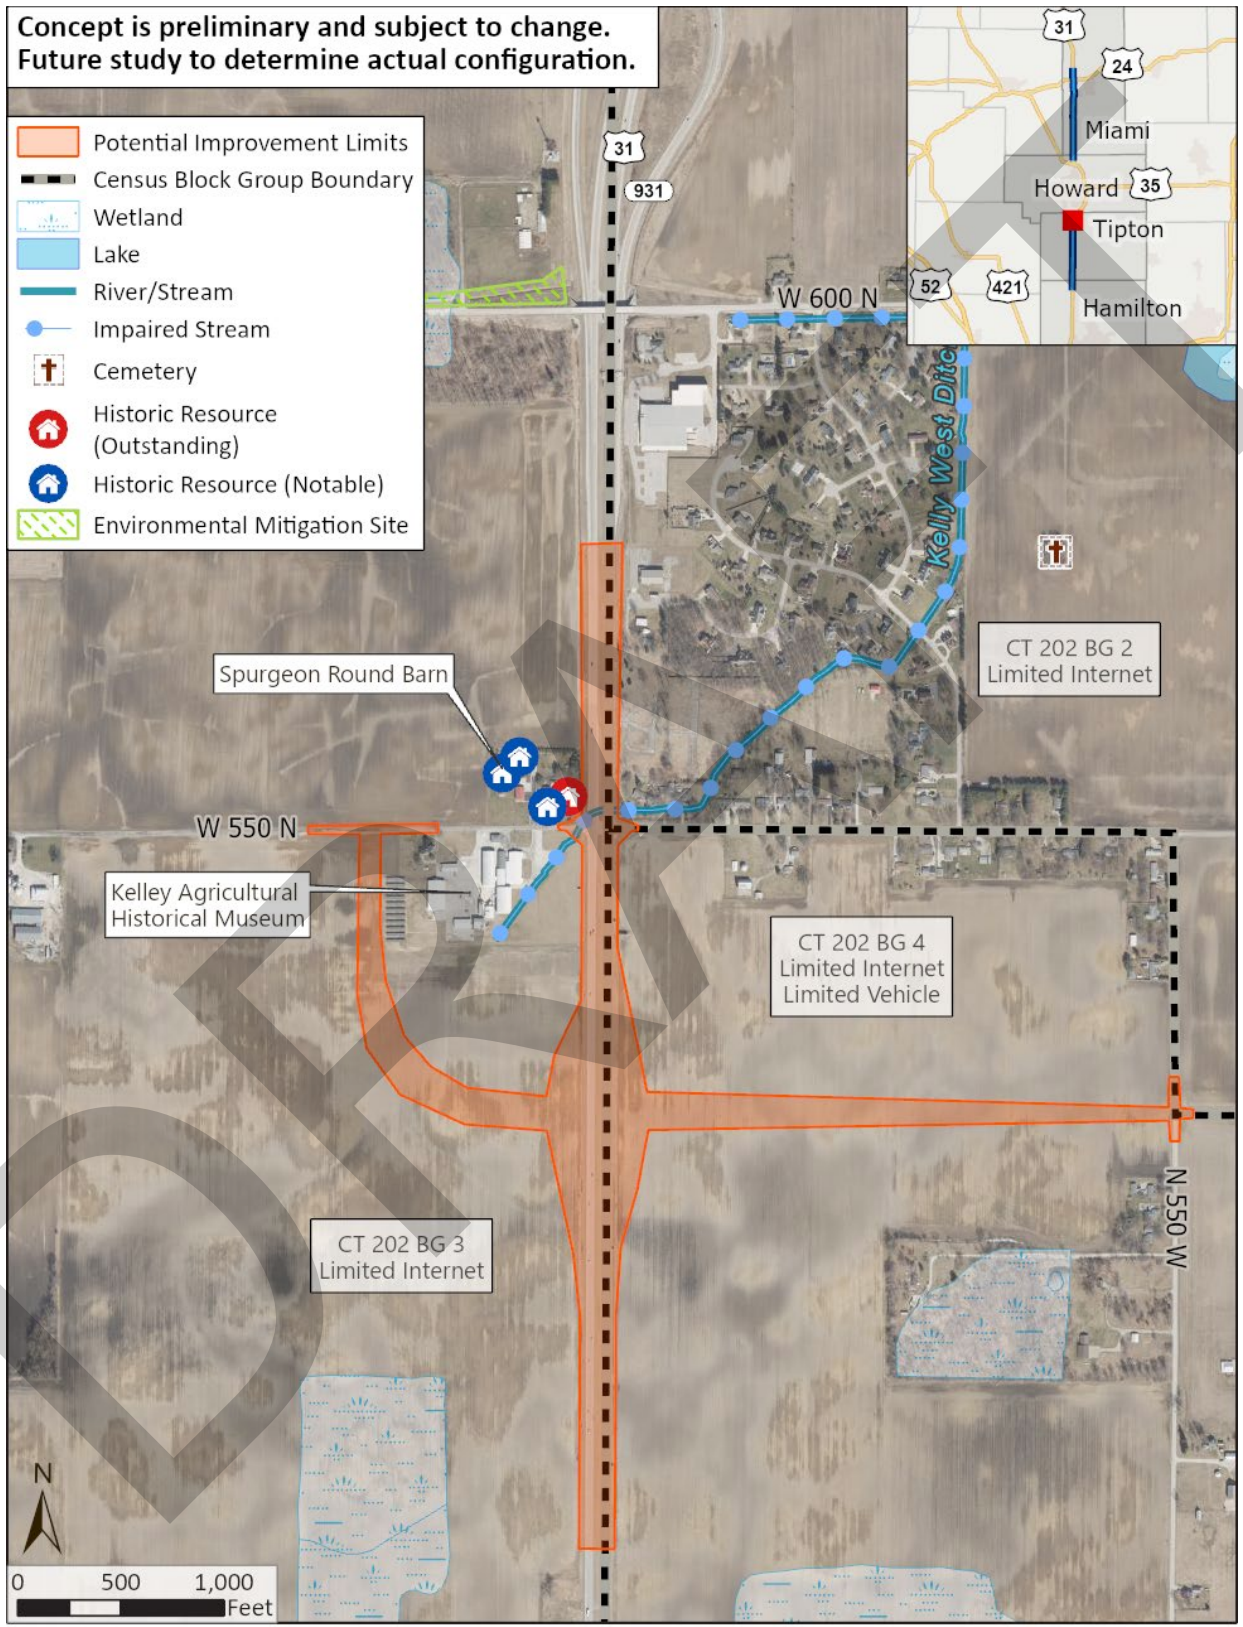 Concept is preliminary and subject to change.
Future study to determine actual configuration.
Potential Improvement Limits
Census Block Group Boundary
Wetland
Lake
River/Stream
Impaired Stream
Cemetery
Historic Resource
(Outstanding)
Historic Resource (Notable)
Environmental Mitigation Site
31
931
31
24
Miami
Howard
35
Tipton
52
421
Hamilton
W 600 N
Kelly West Ditc
CT 202 BG 2
Limited Internet
Spurgeon Round Barn
W 550 N
Kelley Agricultural
Historical Museum
CT 202 BG 4
Limited Internet
Limited Vehicle
N 550 W
CT 202 BG 3
Limited Internet
N
0 500 1,000
Feet
DRAFT